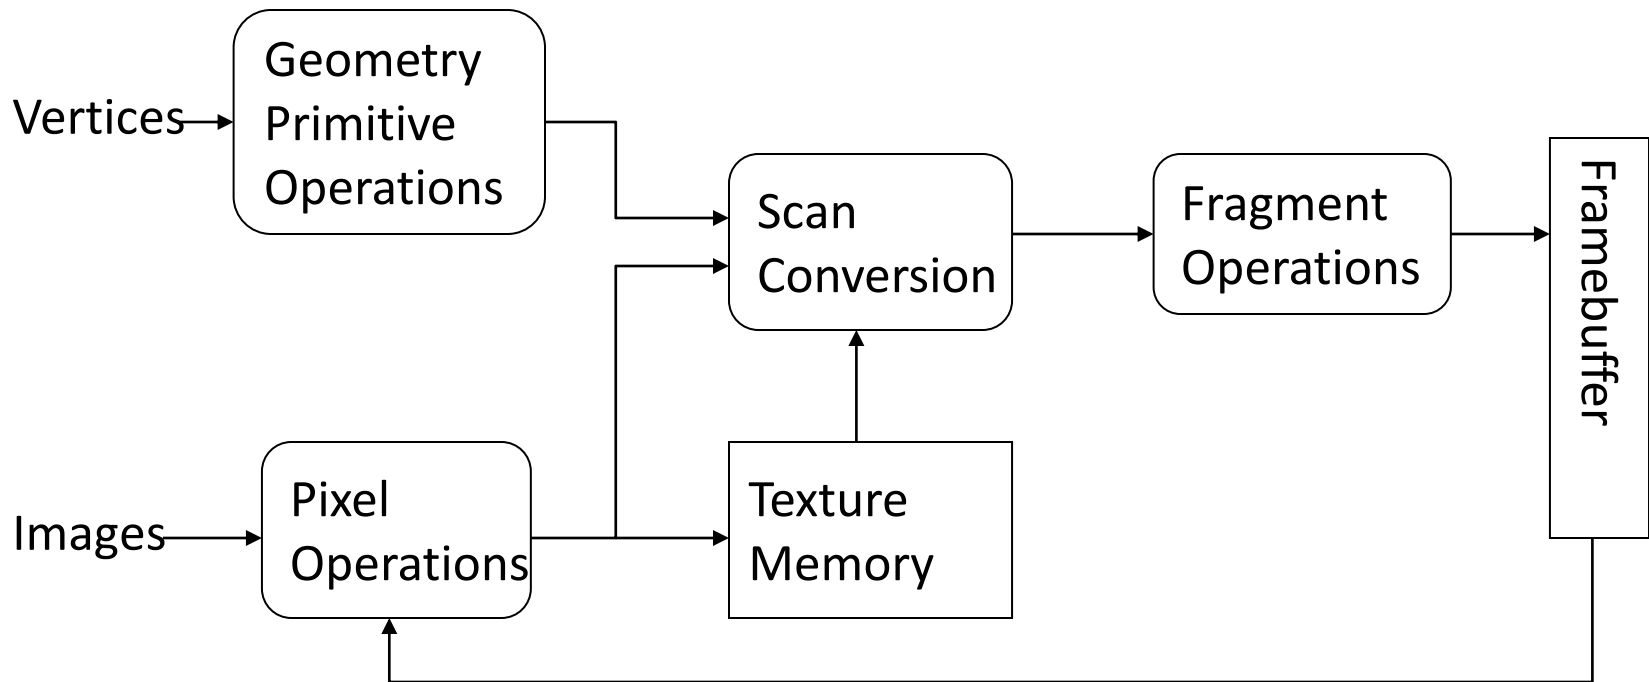 Vertices
Geometry
Primitive
Operations
Scan
Conversion
Fragment
Operations
Framebuffer
Images
Pixel
Operations
Texture
Memory